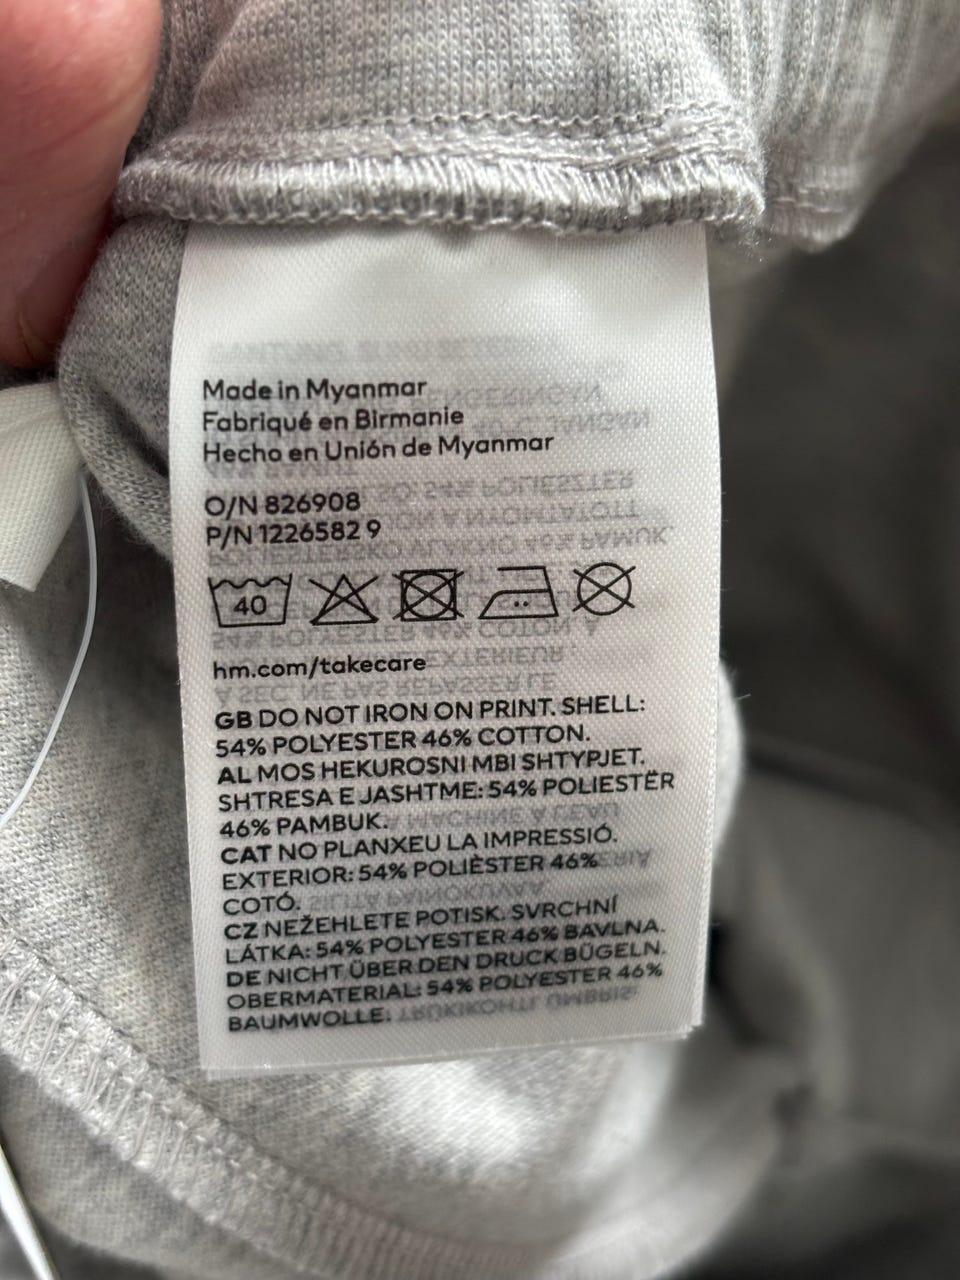 Made in Myanmar
Fabriqué en Birmanie
Hecho en Unión de Myanmar
O/N 826908
P/N 1226582 9
40
hm.com/takecare
GB DO NOT IRON ON PRINT. SHELL:
54% POLYESTER 46% COTTON.
AL MOS HEKUROSNI MBI SHTYPJET.
SHTRESA E JASHTME: 54% POLIESTËR
46% PAMBUK.
CAT NO PLANXEU LA IMPRESSIÓ.
EXTERIOR: 54% POLIÈSTER 46%
COTÓ.
CZ NEŽEHLETE POTISK. SVRCHNÍ
LÁTKA: 54% POLYESTER 46% BAVLNA.
DE NICHT ÜBER DEN DRUCK BÜGELN.
OBERMATERIAL: 54% POLYESTER 46%
BAUMWOLLE.